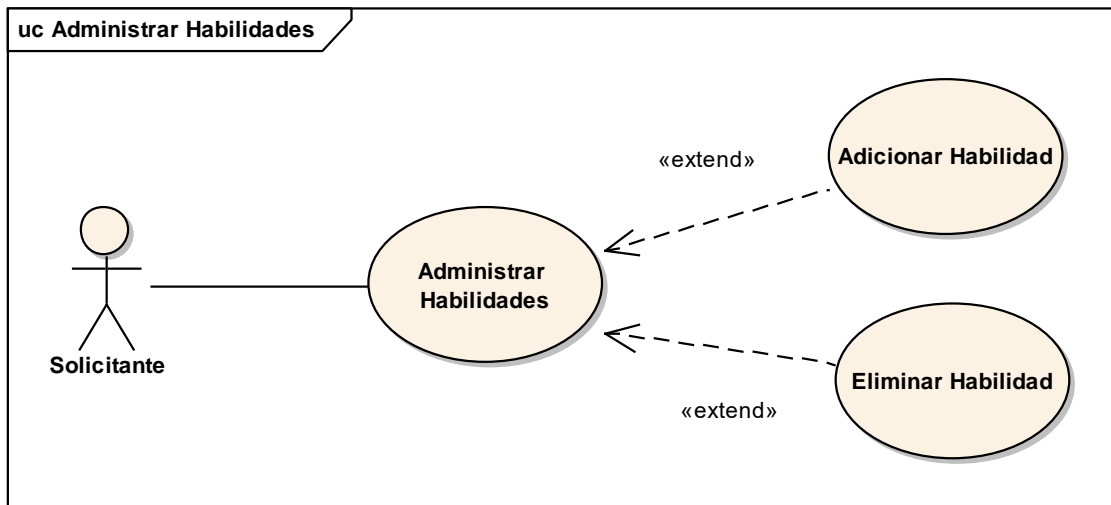 uc Administrar Habilidades
Adicionar Habilidad
«extend»
Administrar
Habilidades
Solicitante
Eliminar Habilidad
«extend»